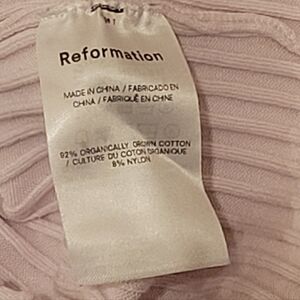 Reformation
MADE IN CHINA / FABRICADO EN
CHINA / FABRIQUÉ EN CHINE
92% ORGANICALLY GROWN COTTON
/ CULTURE DU COTON ORGANIQUE
8% NYLON